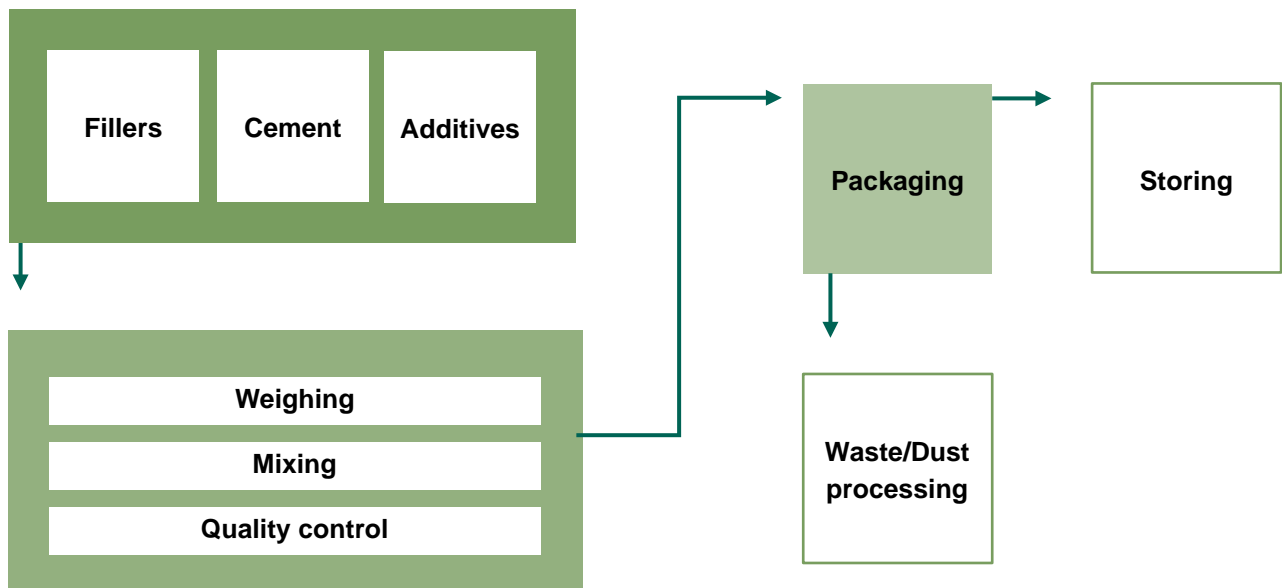 Fillers
Cement
Additives
Weighing
Mixing
Quality control
Packaging
Storing
Waste/Dust
processing